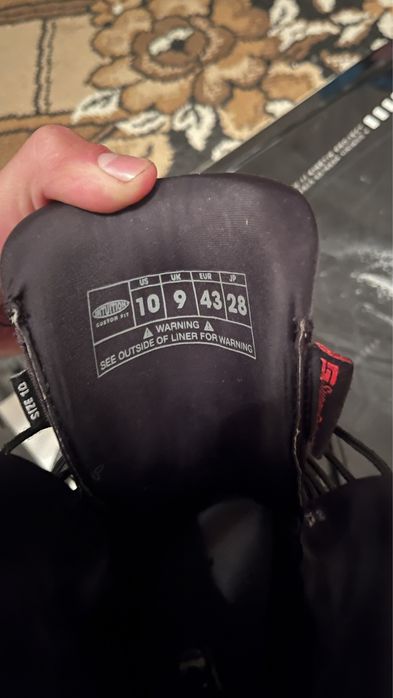 US UK EUR JP
INTUITION 10 9 43 28
CUSTOM FIT
WARNING
SEE OUTSIDE OF LINER FOR WARNING
SIZE 10